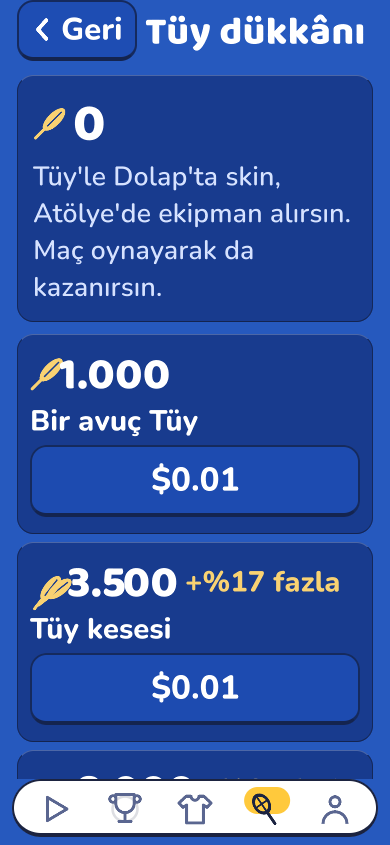 Geri
Tüy dükkânı
0
Tüy'le Dolap'ta skin,
Atölye'de ekipman alırsın.
Maç oynayarak da
kazanırsın.
1.000
Bir avuç Tüy
$0.01
3.500 +%17 fazla
Tüy kesesi
$0.01